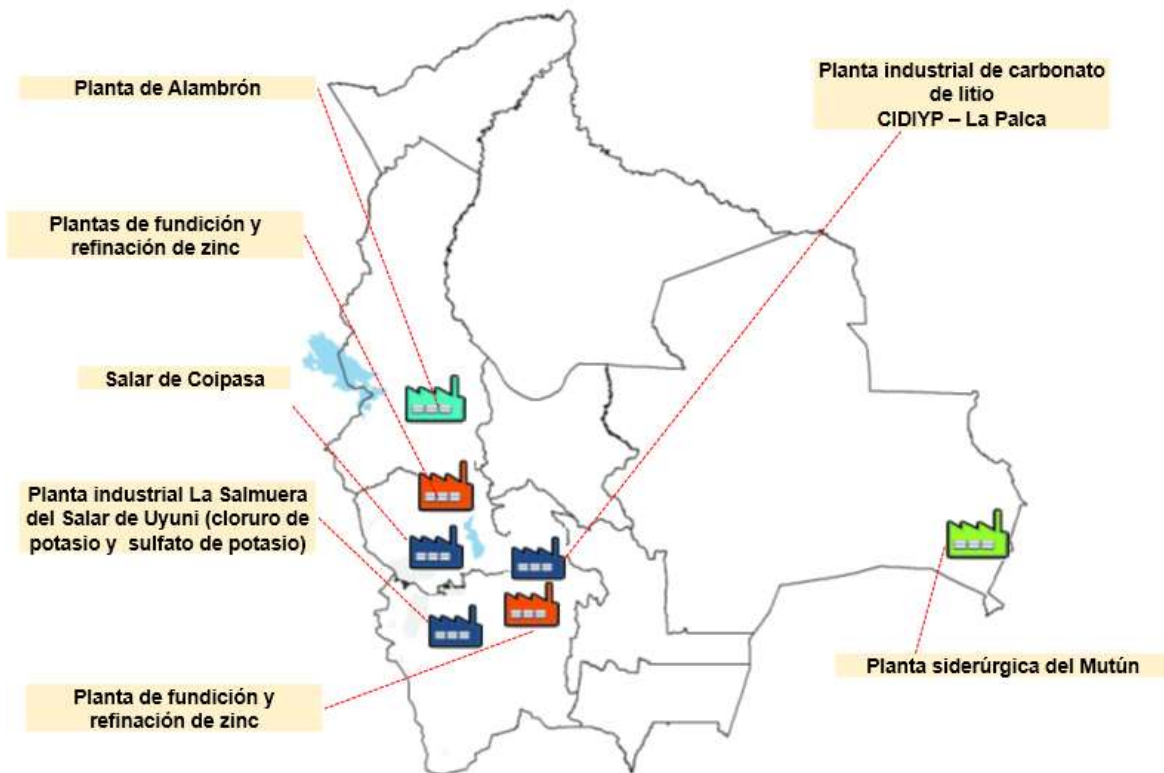 Planta de Alambrón
Planta industrial de carbonato
de litio
CIDIYP – La Palca
Plantas de fundición y
refinación de zinc
Salar de Coipasa
Planta industrial La Salmuera
del Salar de Uyuni (cloruro de
potasio y sulfato de potasio)
Planta siderúrgica del Mutún
Planta de fundición y
refinación de zinc